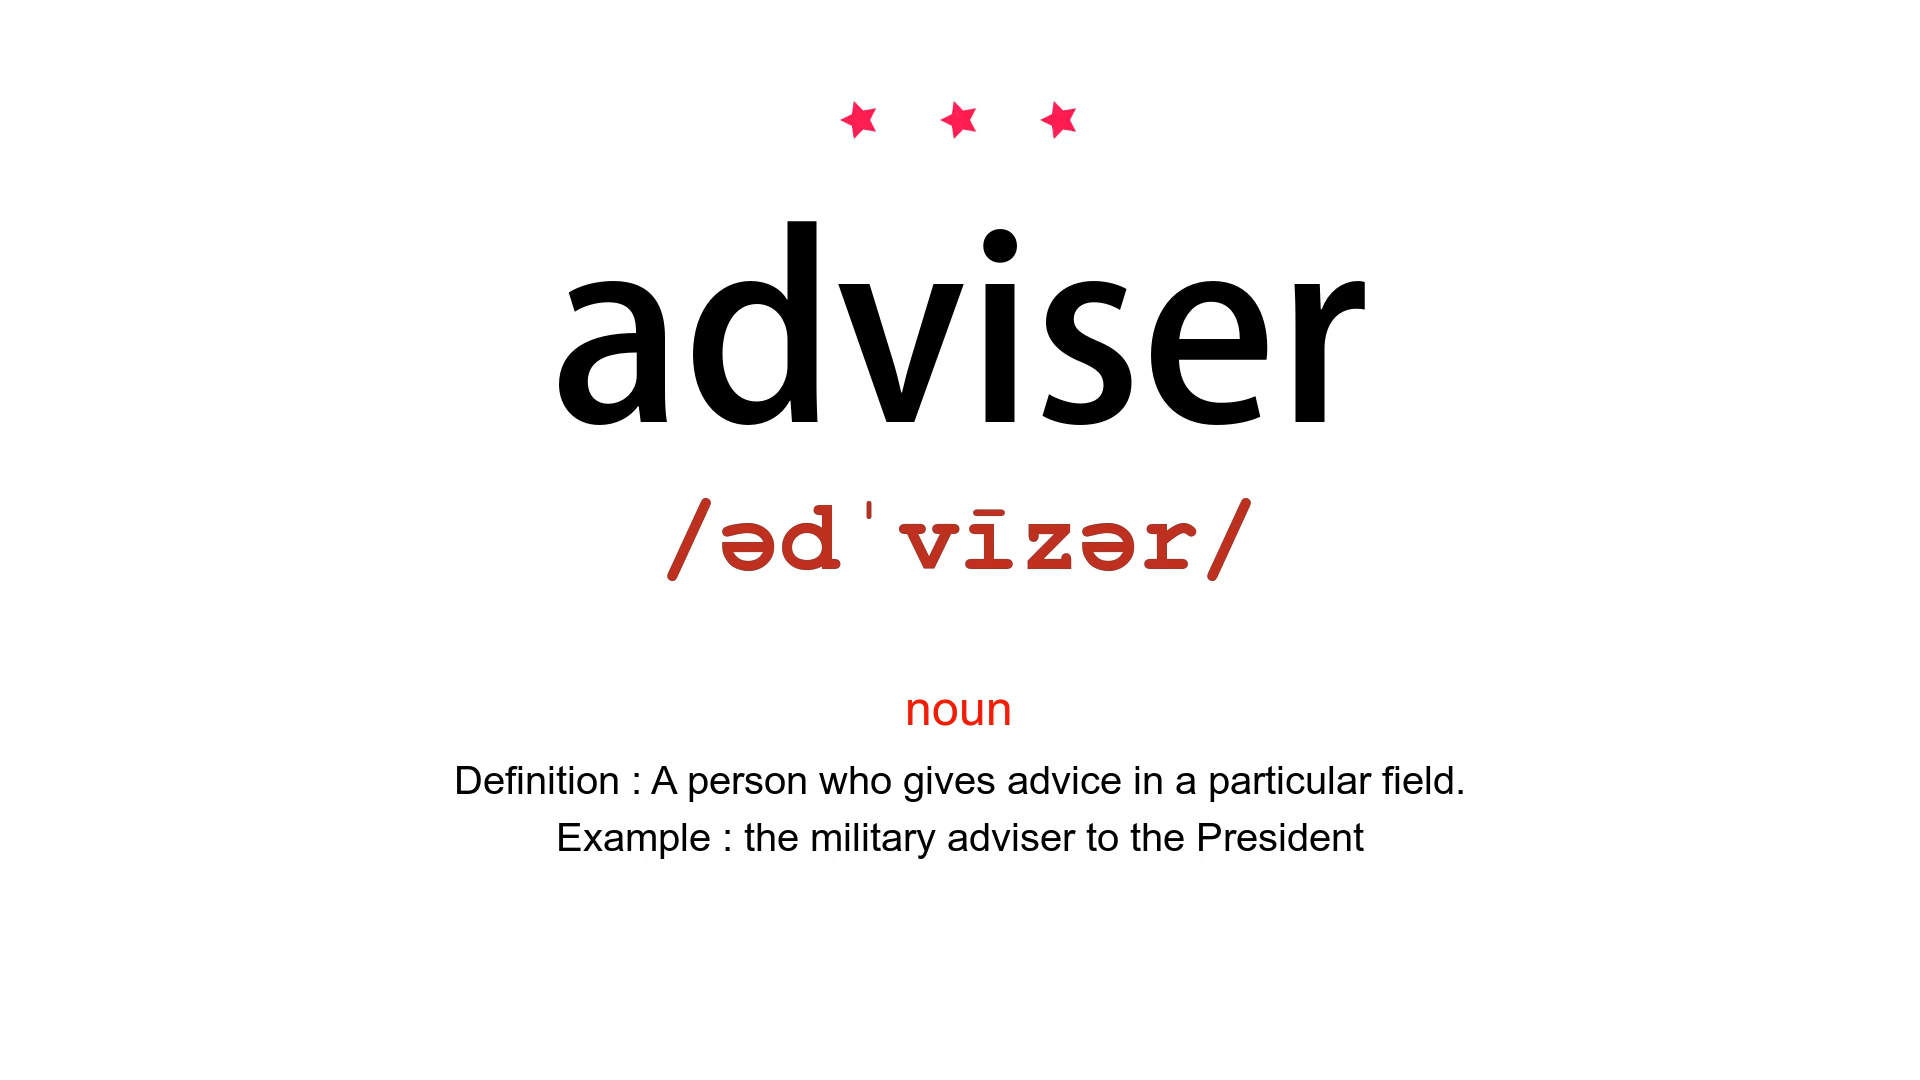 adviser
/ədˈvīzər/
noun
Definition : A person who gives advice in a particular field.
Example : the military adviser to the President